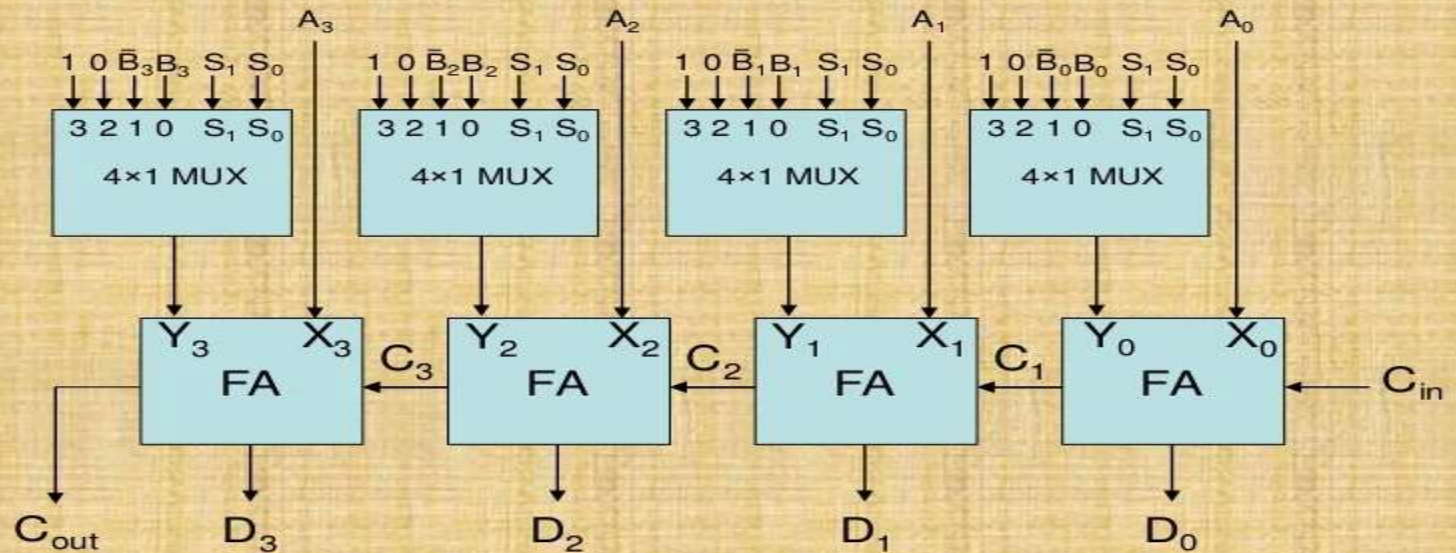 A₃ A₂ A₁ A₀
1 0 B̅₃ B₃ S₁ S₀ 1 0 B̅₂ B₂ S₁ S₀ 1 0 B̅₁ B₁ S₁ S₀ 1 0 B̅₀ B₀ S₁ S₀
3 2 1 0 S₁ S₀ 3 2 1 0 S₁ S₀ 3 2 1 0 S₁ S₀ 3 2 1 0 S₁ S₀
4×1 MUX 4×1 MUX 4×1 MUX 4×1 MUX
Y₃ X₃ Y₂ X₂ Y₁ X₁ Y₀ X₀
C₃ C₂ C₁
FA FA FA FA C_in
C_out D₃ D₂ D₁ D₀